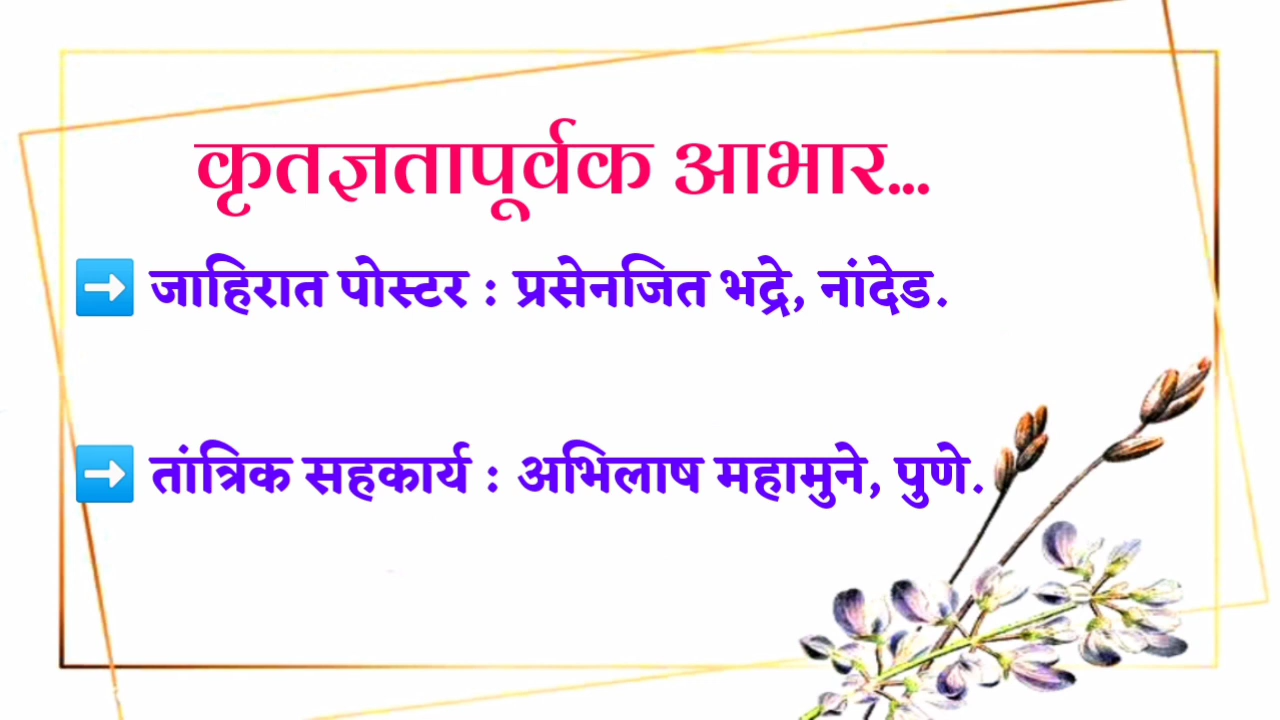 कृतज्ञतापूर्वक आभार...
➡️ जाहिरात पोस्टर : प्रसेनजित भद्रे, नांदेड.
➡️ तांत्रिक सहकार्य : अभिलाष महामुने, पुणे.